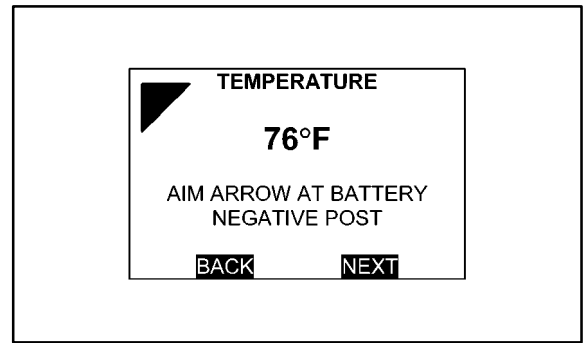 TEMPERATURE
76°F
AIM ARROW AT BATTERY
NEGATIVE POST
BACK NEXT